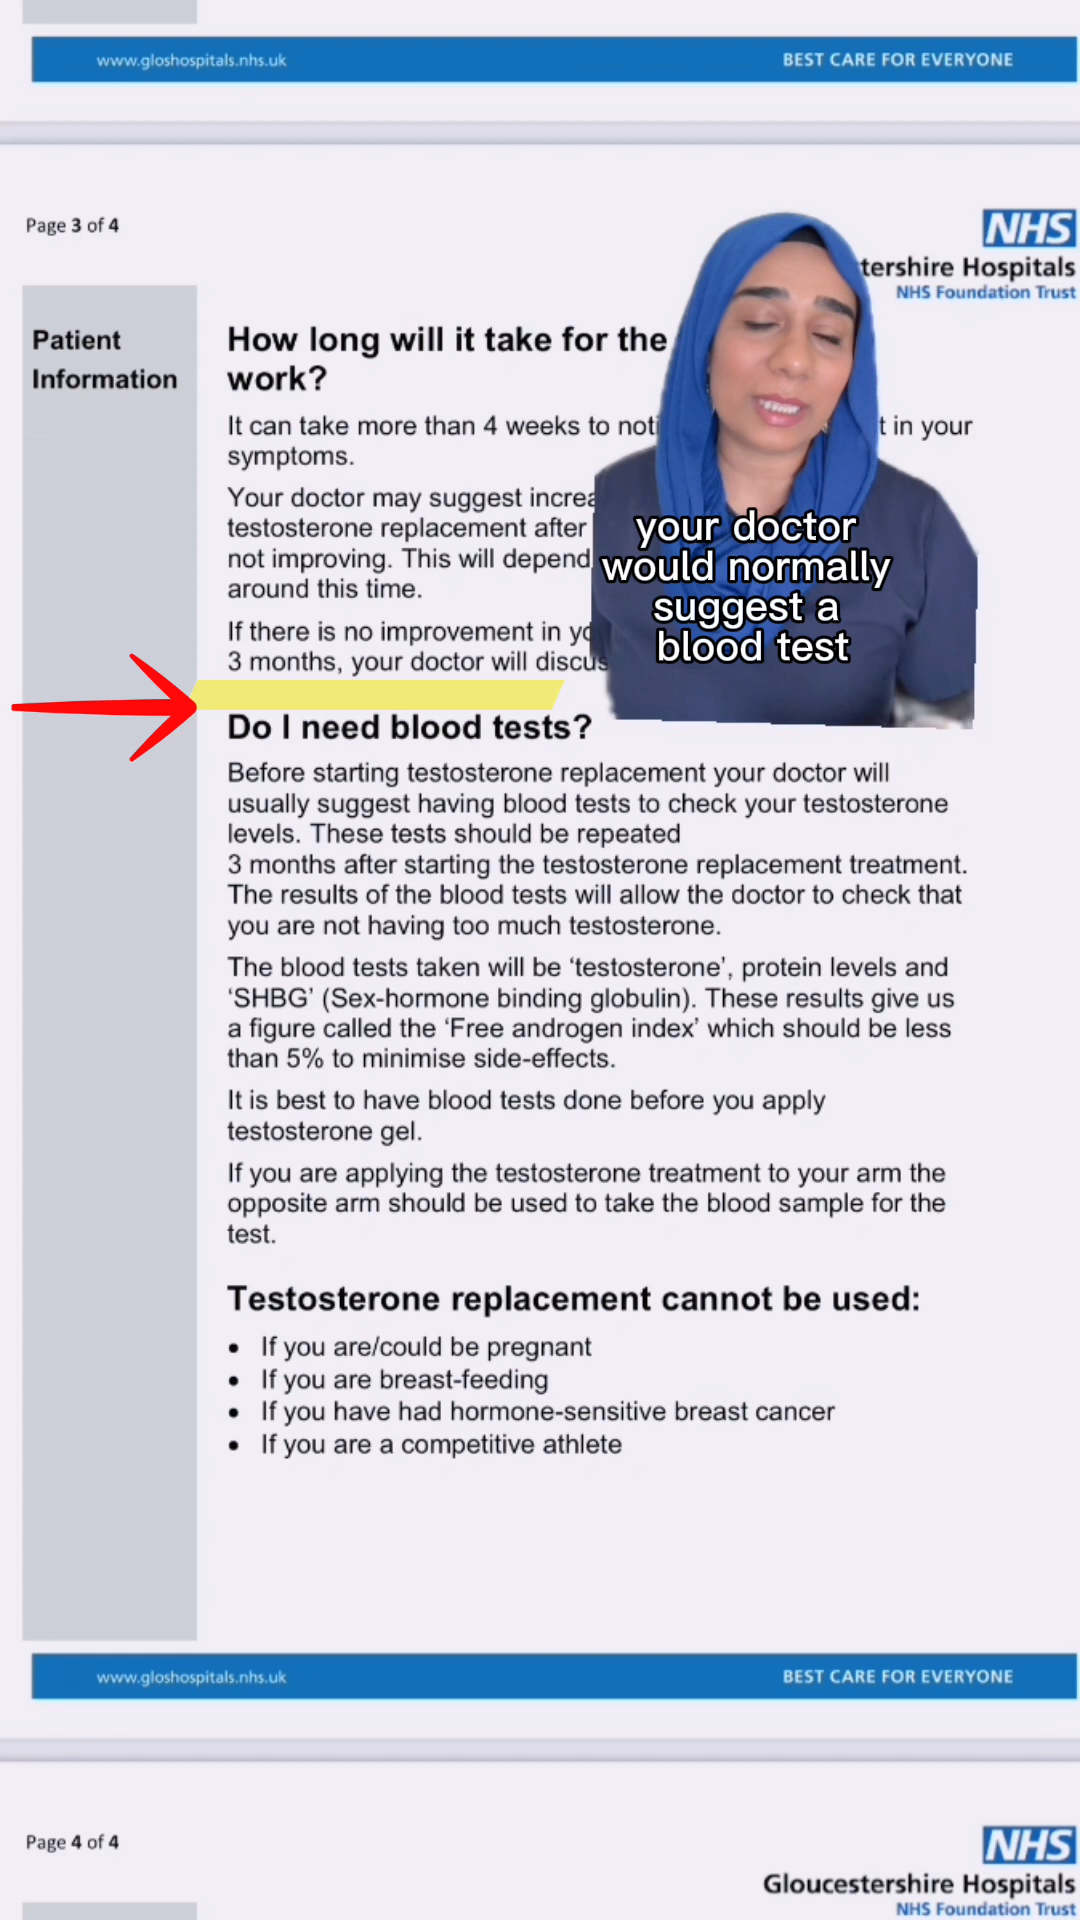 www.gloshospitals.nhs.uk BEST CARE FOR EVERYONE
Page 3 of 4
NHS
tershire Hospitals
NHS Foundation Trust
Patient
Information
How long will it take for the
work?
It can take more than 4 weeks to noti t in your
symptoms.
Your doctor may suggest increa
testosterone replacement after
not improving. This will depend
around this time.
If there is no improvement in yo
3 months, your doctor will discus
your doctor
would normally
suggest a
blood test
Do I need blood tests?
Before starting testosterone replacement your doctor will
usually suggest having blood tests to check your testosterone
levels. These tests should be repeated
3 months after starting the testosterone replacement treatment.
The results of the blood tests will allow the doctor to check that
you are not having too much testosterone.
The blood tests taken will be ‘testosterone’, protein levels and
‘SHBG’ (Sex-hormone binding globulin). These results give us
a figure called the ‘Free androgen index’ which should be less
than 5% to minimise side-effects.
It is best to have blood tests done before you apply
testosterone gel.
If you are applying the testosterone treatment to your arm the
opposite arm should be used to take the blood sample for the
test.
Testosterone replacement cannot be used:
• If you are/could be pregnant
• If you are breast-feeding
• If you have had hormone-sensitive breast cancer
• If you are a competitive athlete
www.gloshospitals.nhs.uk BEST CARE FOR EVERYONE
Page 4 of 4
NHS
Gloucestershire Hospitals
NHS Foundation Trust